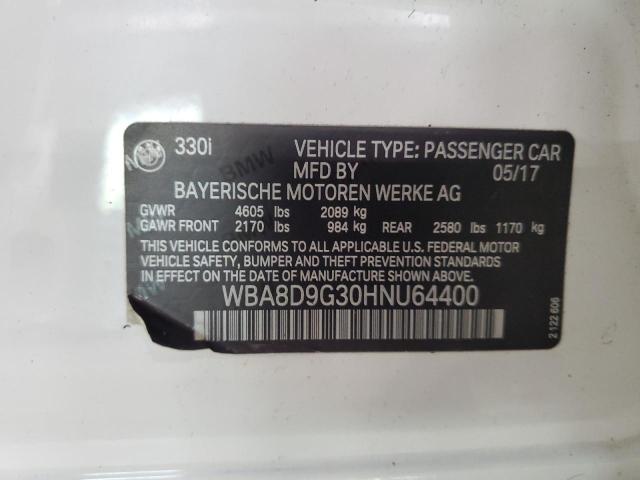 330i VEHICLE TYPE: PASSENGER CAR
MFD BY 05/17
BAYERISCHE MOTOREN WERKE AG
GVWR 4605 lbs 2089 kg
GAWR FRONT 2170 lbs 984 kg REAR 2580 lbs 1170 kg
THIS VEHICLE CONFORMS TO ALL APPLICABLE U.S. FEDERAL MOTOR
VEHICLE SAFETY, BUMPER AND THEFT PREVENTION STANDARDS
IN EFFECT ON THE DATE OF MANUFACTURE SHOWN ABOVE.
WBA8D9G30HNU64400
2 122 606
BMW